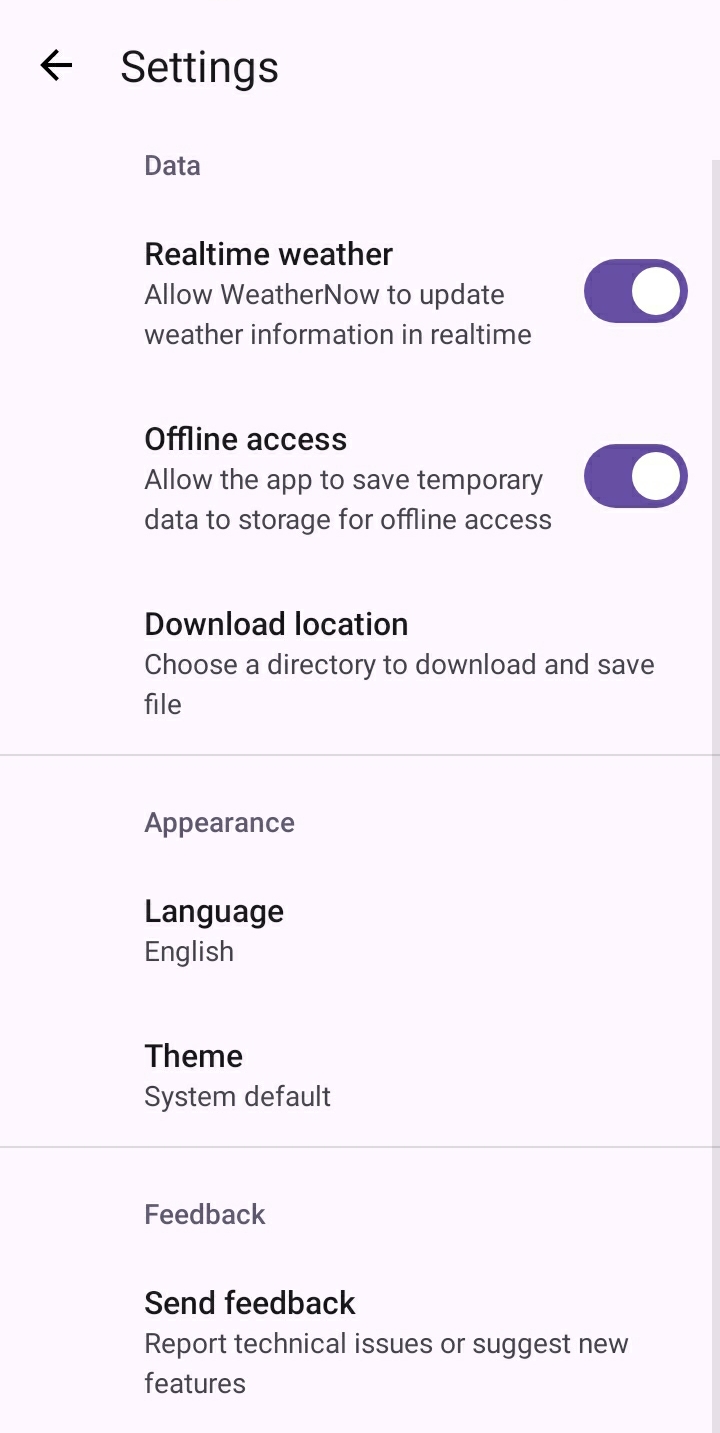 Settings
Data
Realtime weather
Allow WeatherNow to update
weather information in realtime
Offline access
Allow the app to save temporary
data to storage for offline access
Download location
Choose a directory to download and save
file
Appearance
Language
English
Theme
System default
Feedback
Send feedback
Report technical issues or suggest new
features